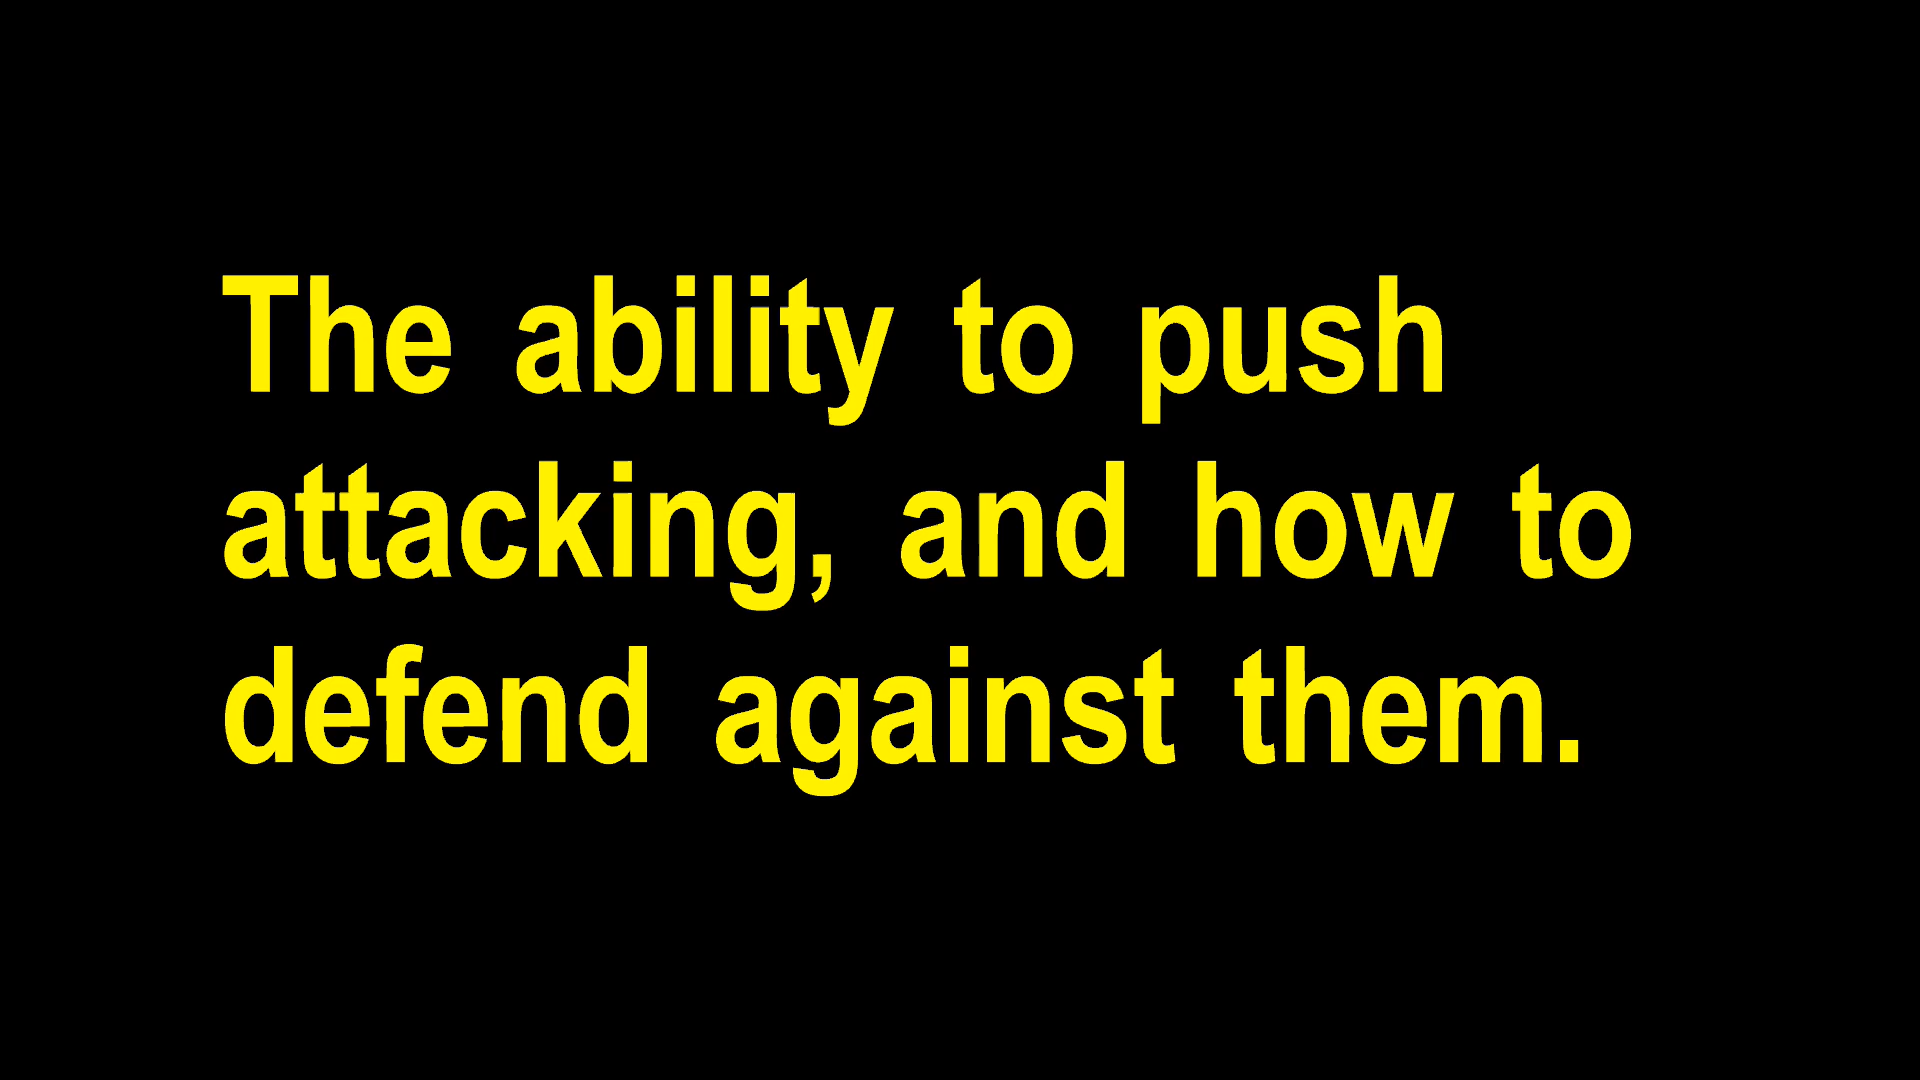 The ability to push
attacking, and how to
defend against them.